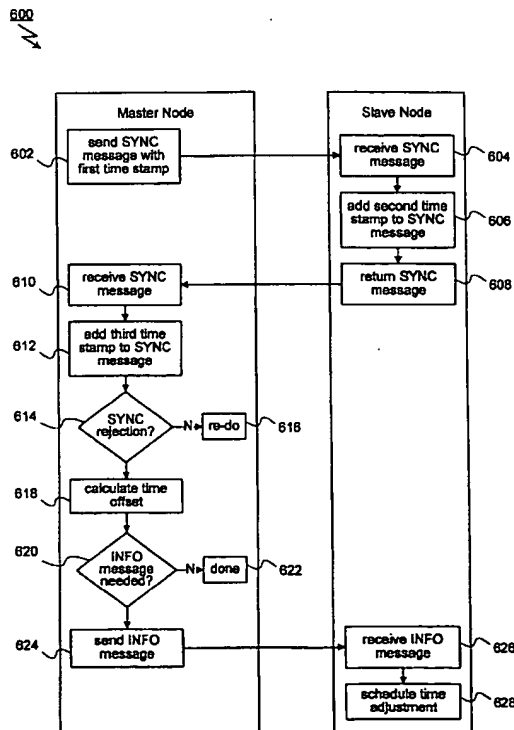 600
Master Node
Slave Node
602
send SYNC
message with
first time stamp
receive SYNC
message
604
add second time
stamp to SYNC
message
606
610
receive SYNC
message
return SYNC
message
608
612
add third time
stamp to SYNC
message
614
SYNC
rejection?
N
re-do
616
618
calculate time
offset
620
INFO
message
needed?
N
done
622
624
send INFO
message
receive INFO
message
626
schedule time
adjustment
628